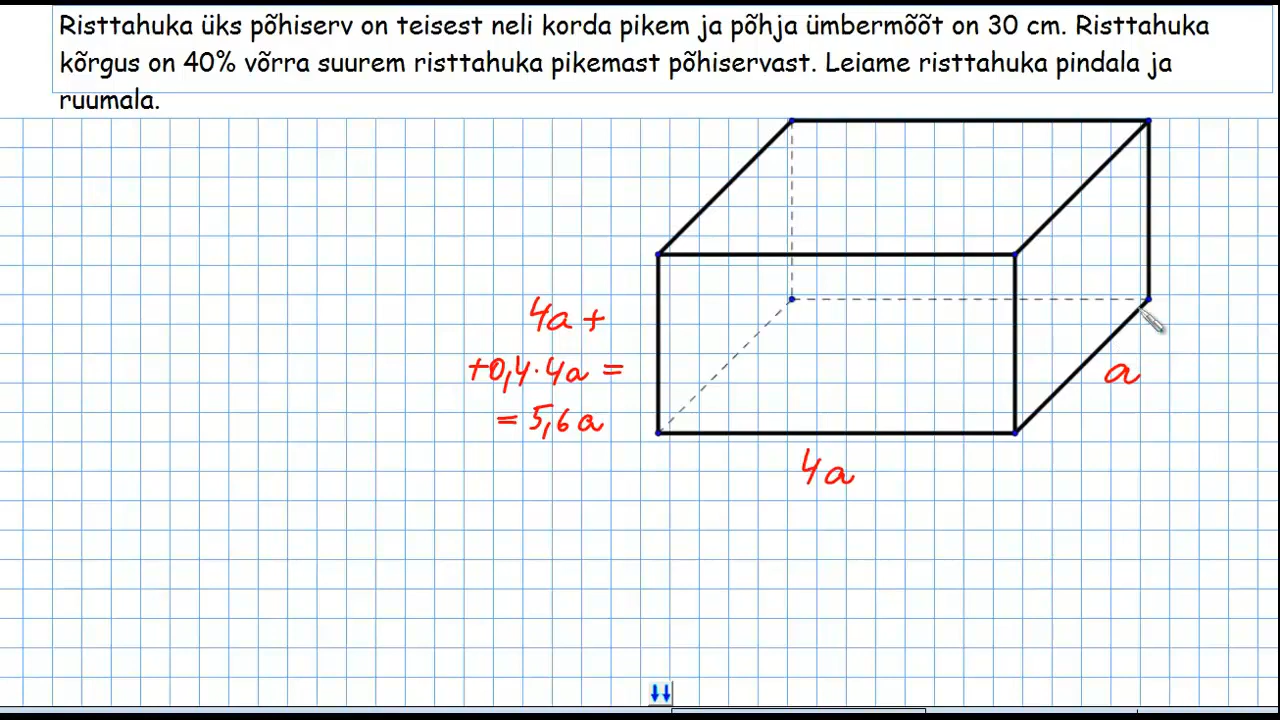 Risttahuka üks põhiserv on teisest neli korda pikem ja põhja ümbermõõt on 30 cm. Risttahuka
kõrgus on 40% võrra suurem risttahuka pikemast põhiservast. Leiame risttahuka pindala ja
ruumala.
4a +
+0,4·4a =
= 5,6a
a
4a